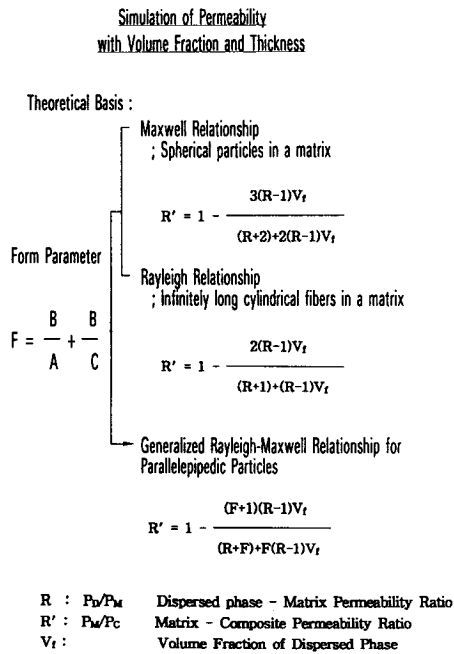 Simulation of Permeability
with Volume Fraction and Thickness
Theoretical Basis :
Maxwell Relationship
; Spherical particles in a matrix
R' = 1 - 3(R-1)Vf / (R+2)+2(R-1)Vf
Form Parameter
F = B/A + B/C
Rayleigh Relationship
; Infinitely long cylindrical fibers in a matrix
R' = 1 - 2(R-1)Vf / (R+1)+(R-1)Vf
Generalized Rayleigh-Maxwell Relationship for
Parallelepipedic Particles
R' = 1 - (F+1)(R-1)Vf / (R+F)+F(R-1)Vf
R : PD/PM Dispersed phase - Matrix Permeability Ratio
R' : PM/PC Matrix - Composite Permeability Ratio
Vf : Volume Fraction of Dispersed Phase